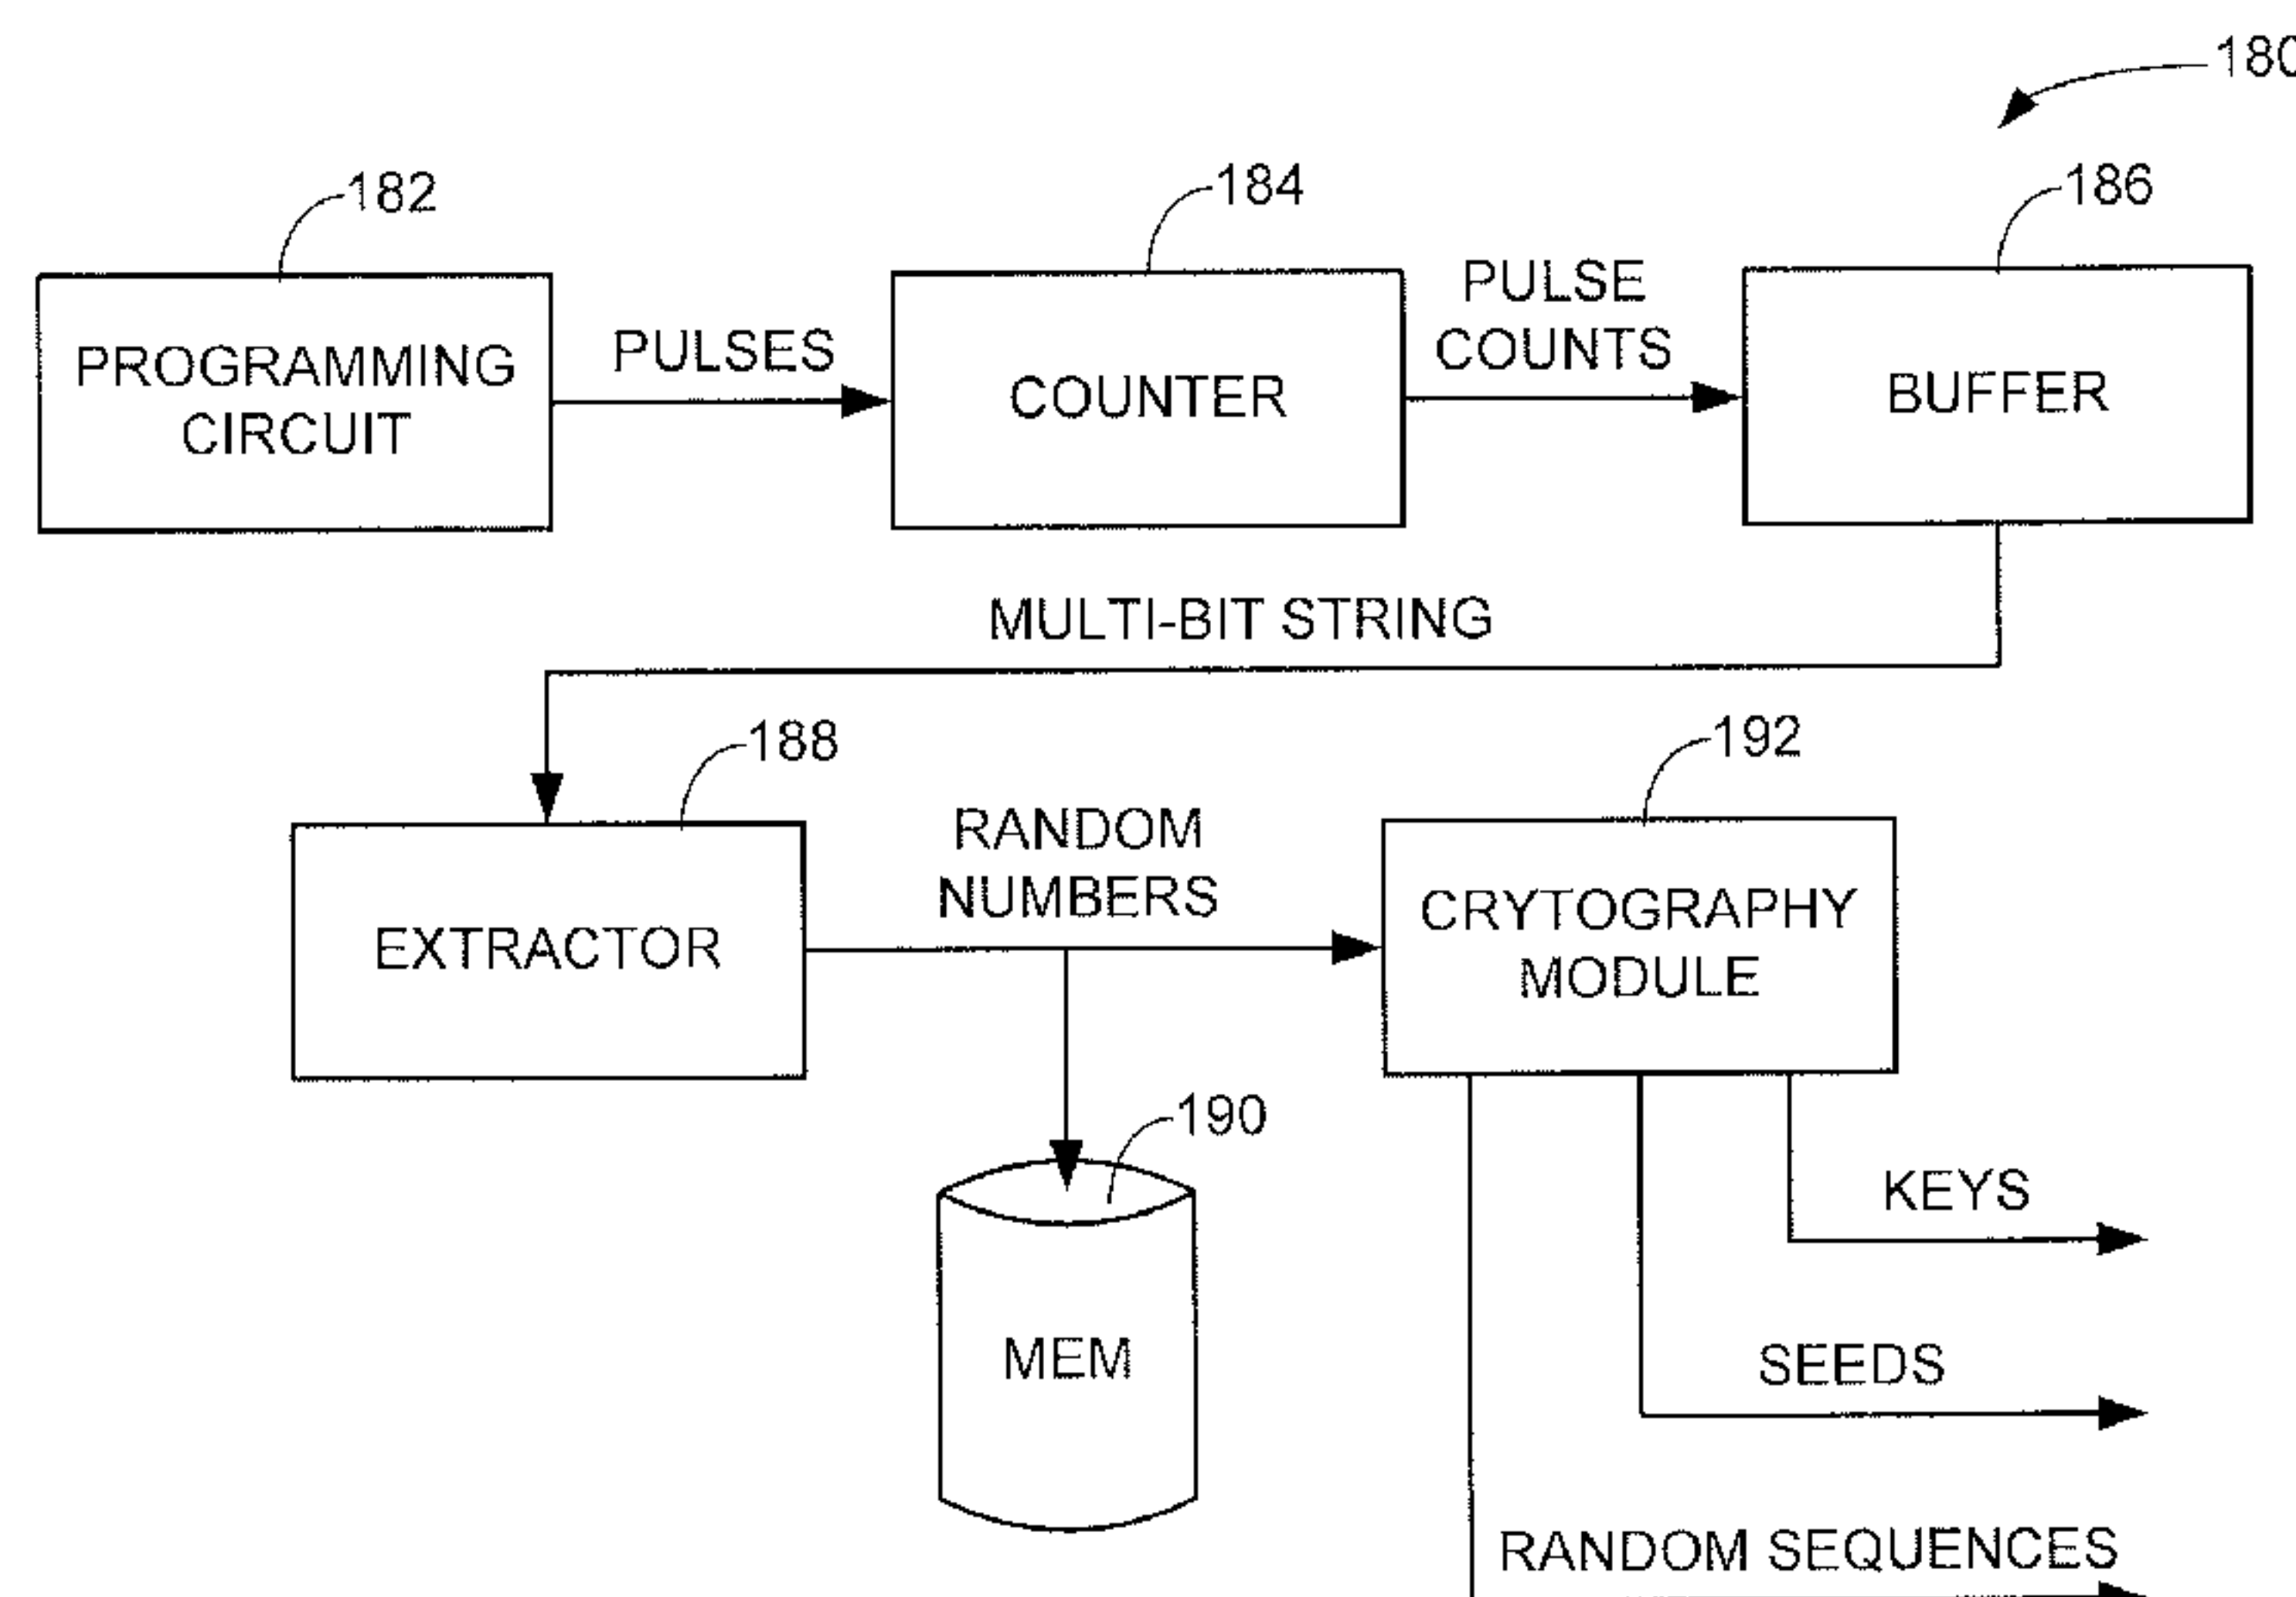 180
182
184
186
PROGRAMMING
CIRCUIT
PULSES
COUNTER
PULSE
COUNTS
BUFFER
MULTI-BIT STRING
188
192
EXTRACTOR
RANDOM
NUMBERS
CRYTOGRAPHY
MODULE
190
MEM
KEYS
SEEDS
RANDOM SEQUENCES